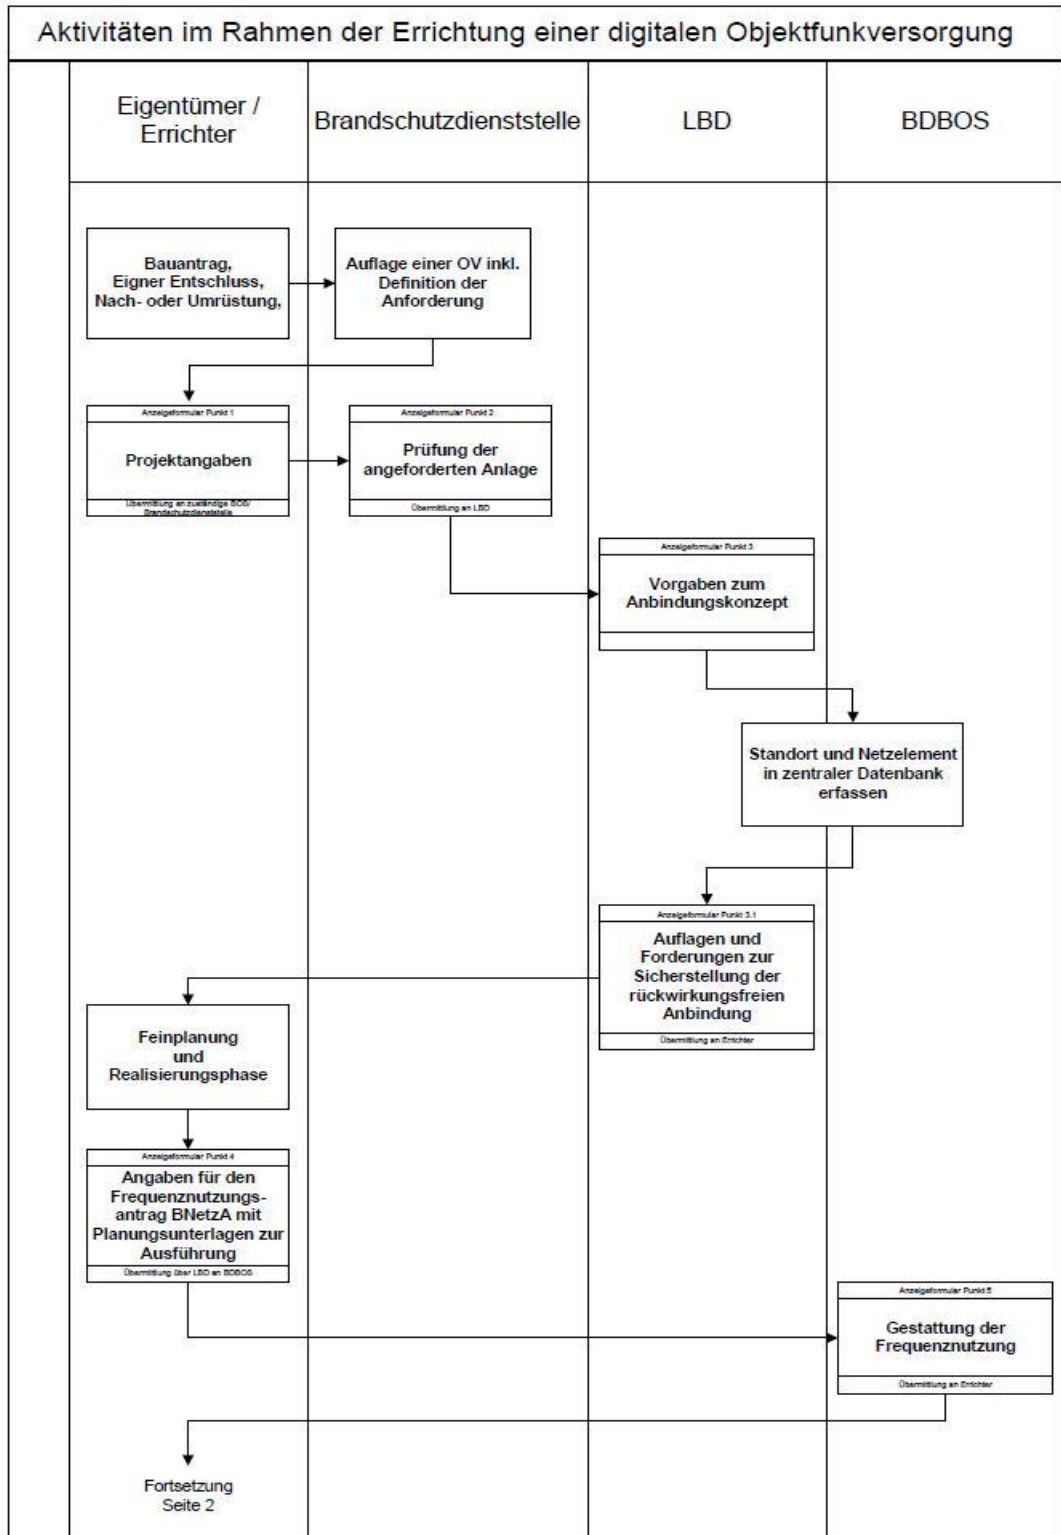 Aktivitäten im Rahmen der Errichtung einer digitalen Objektfunkversorgung
Eigentümer /
Errichter
Brandschutzdienststelle
LBD
BDBOS
Bauantrag,
Eigner Entschluss,
Nach- oder Umrüstung,
Auflage einer OV inkl.
Definition der
Anforderung
Anzeigeformular Punkt 1
Projektangaben
Übermittlung an zuständige BOS/
Brandschutzdienststelle
Anzeigeformular Punkt 2
Prüfung der
angeforderten Anlage
Übermittlung an LBD
Anzeigeformular Punkt 3
Vorgaben zum
Anbindungskonzept
Standort und Netzelement
in zentraler Datenbank
erfassen
Anzeigeformular Punkt 3.1
Auflagen und
Forderungen zur
Sicherstellung der
rückwirkungsfreien
Anbindung
Übermittlung an Errichter
Feinplanung
und
Realisierungsphase
Anzeigeformular Punkt 4
Angaben für den
Frequenznutzungs-
antrag BNetzA mit
Planungsunterlagen zur
Ausführung
Übermittlung über LBD an BDBOS
Anzeigeformular Punkt 5
Gestattung der
Frequenznutzung
Übermittlung an Errichter
Fortsetzung
Seite 2